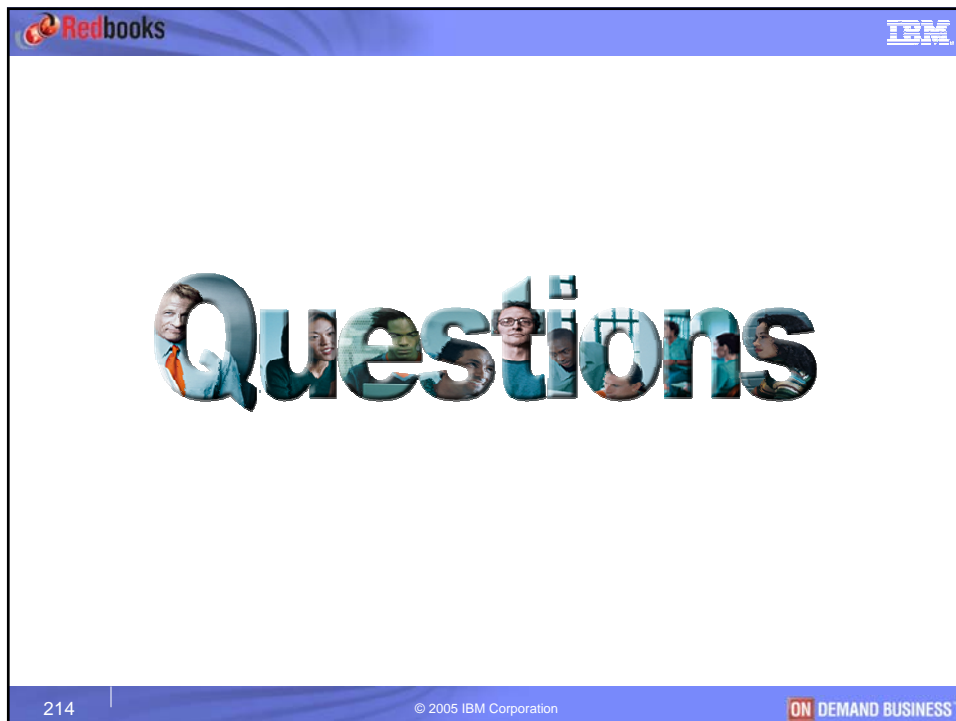 Redbooks
IBM.
Questions
214
© 2005 IBM Corporation
ON DEMAND BUSINESS